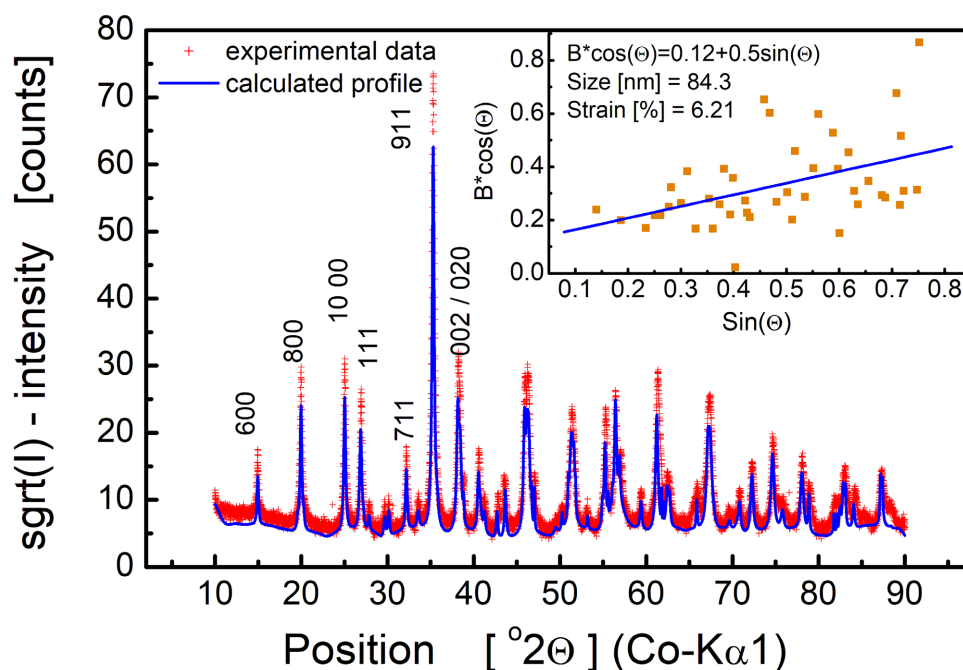 experimental data
calculated profile
B*cos(Θ)=0.12+0.5sin(Θ)
Size [nm] = 84.3
Strain [%] = 6.21
B*cos(Θ)
0.8
0.6
0.4
0.2
0.0
0.1 0.2 0.3 0.4 0.5 0.6 0.7 0.8
Sin(Θ)
600
800
10 00
111
711
911
002 / 020
sgrt(I) - intensity [counts]
80
70
60
50
40
30
20
10
0
10 20 30 40 50 60 70 80 90
Position [ °2Θ ] (Co-Kα1)